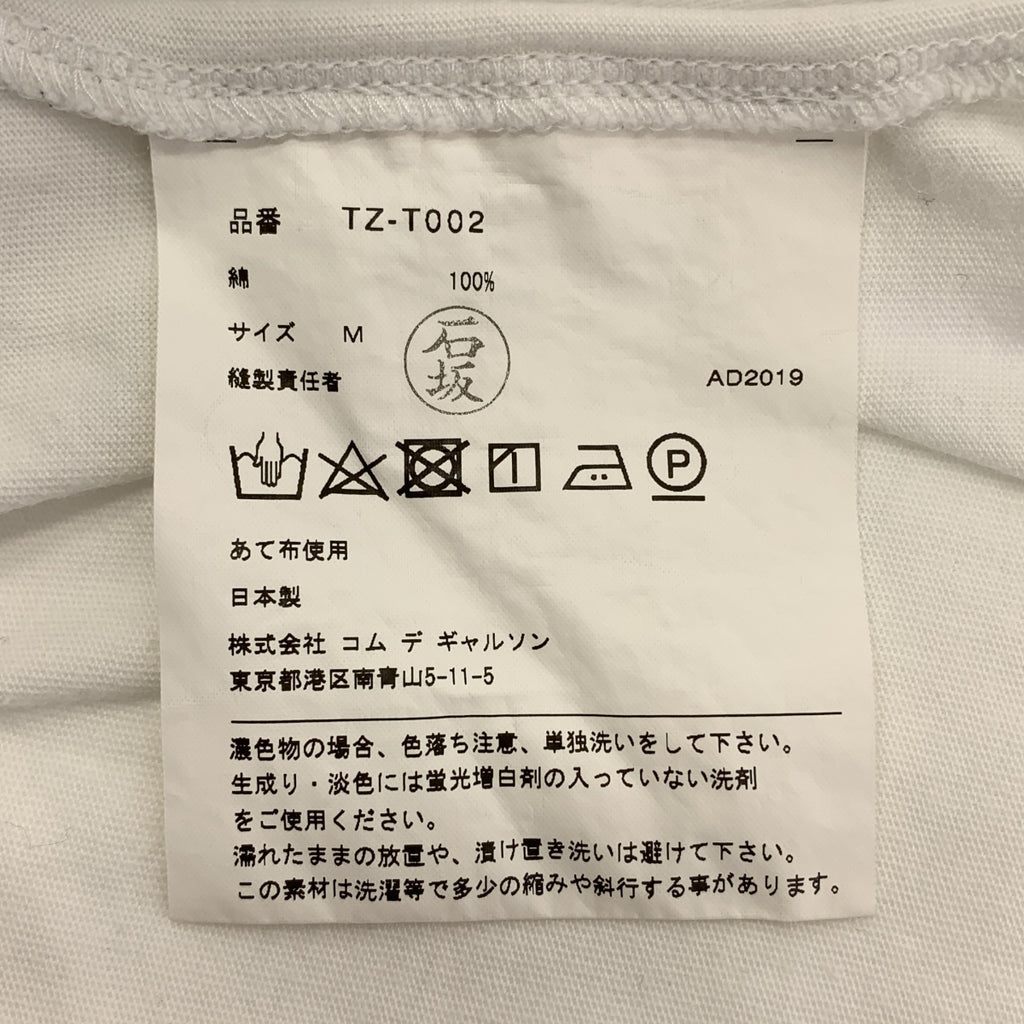 品番 TZ-T002
綿 100%
サイズ M
石坂
縫製責任者 AD2019
P
あて布使用
日本製
株式会社 コム デ ギャルソン
東京都港区南青山5-11-5
濃色物の場合、色落ち注意、単独洗いをして下さい。
生成り・淡色には蛍光増白剤の入っていない洗剤
をご使用ください。
濡れたままの放置や、漬け置き洗いは避けて下さい。
この素材は洗濯等で多少の縮みや斜行する事があります。